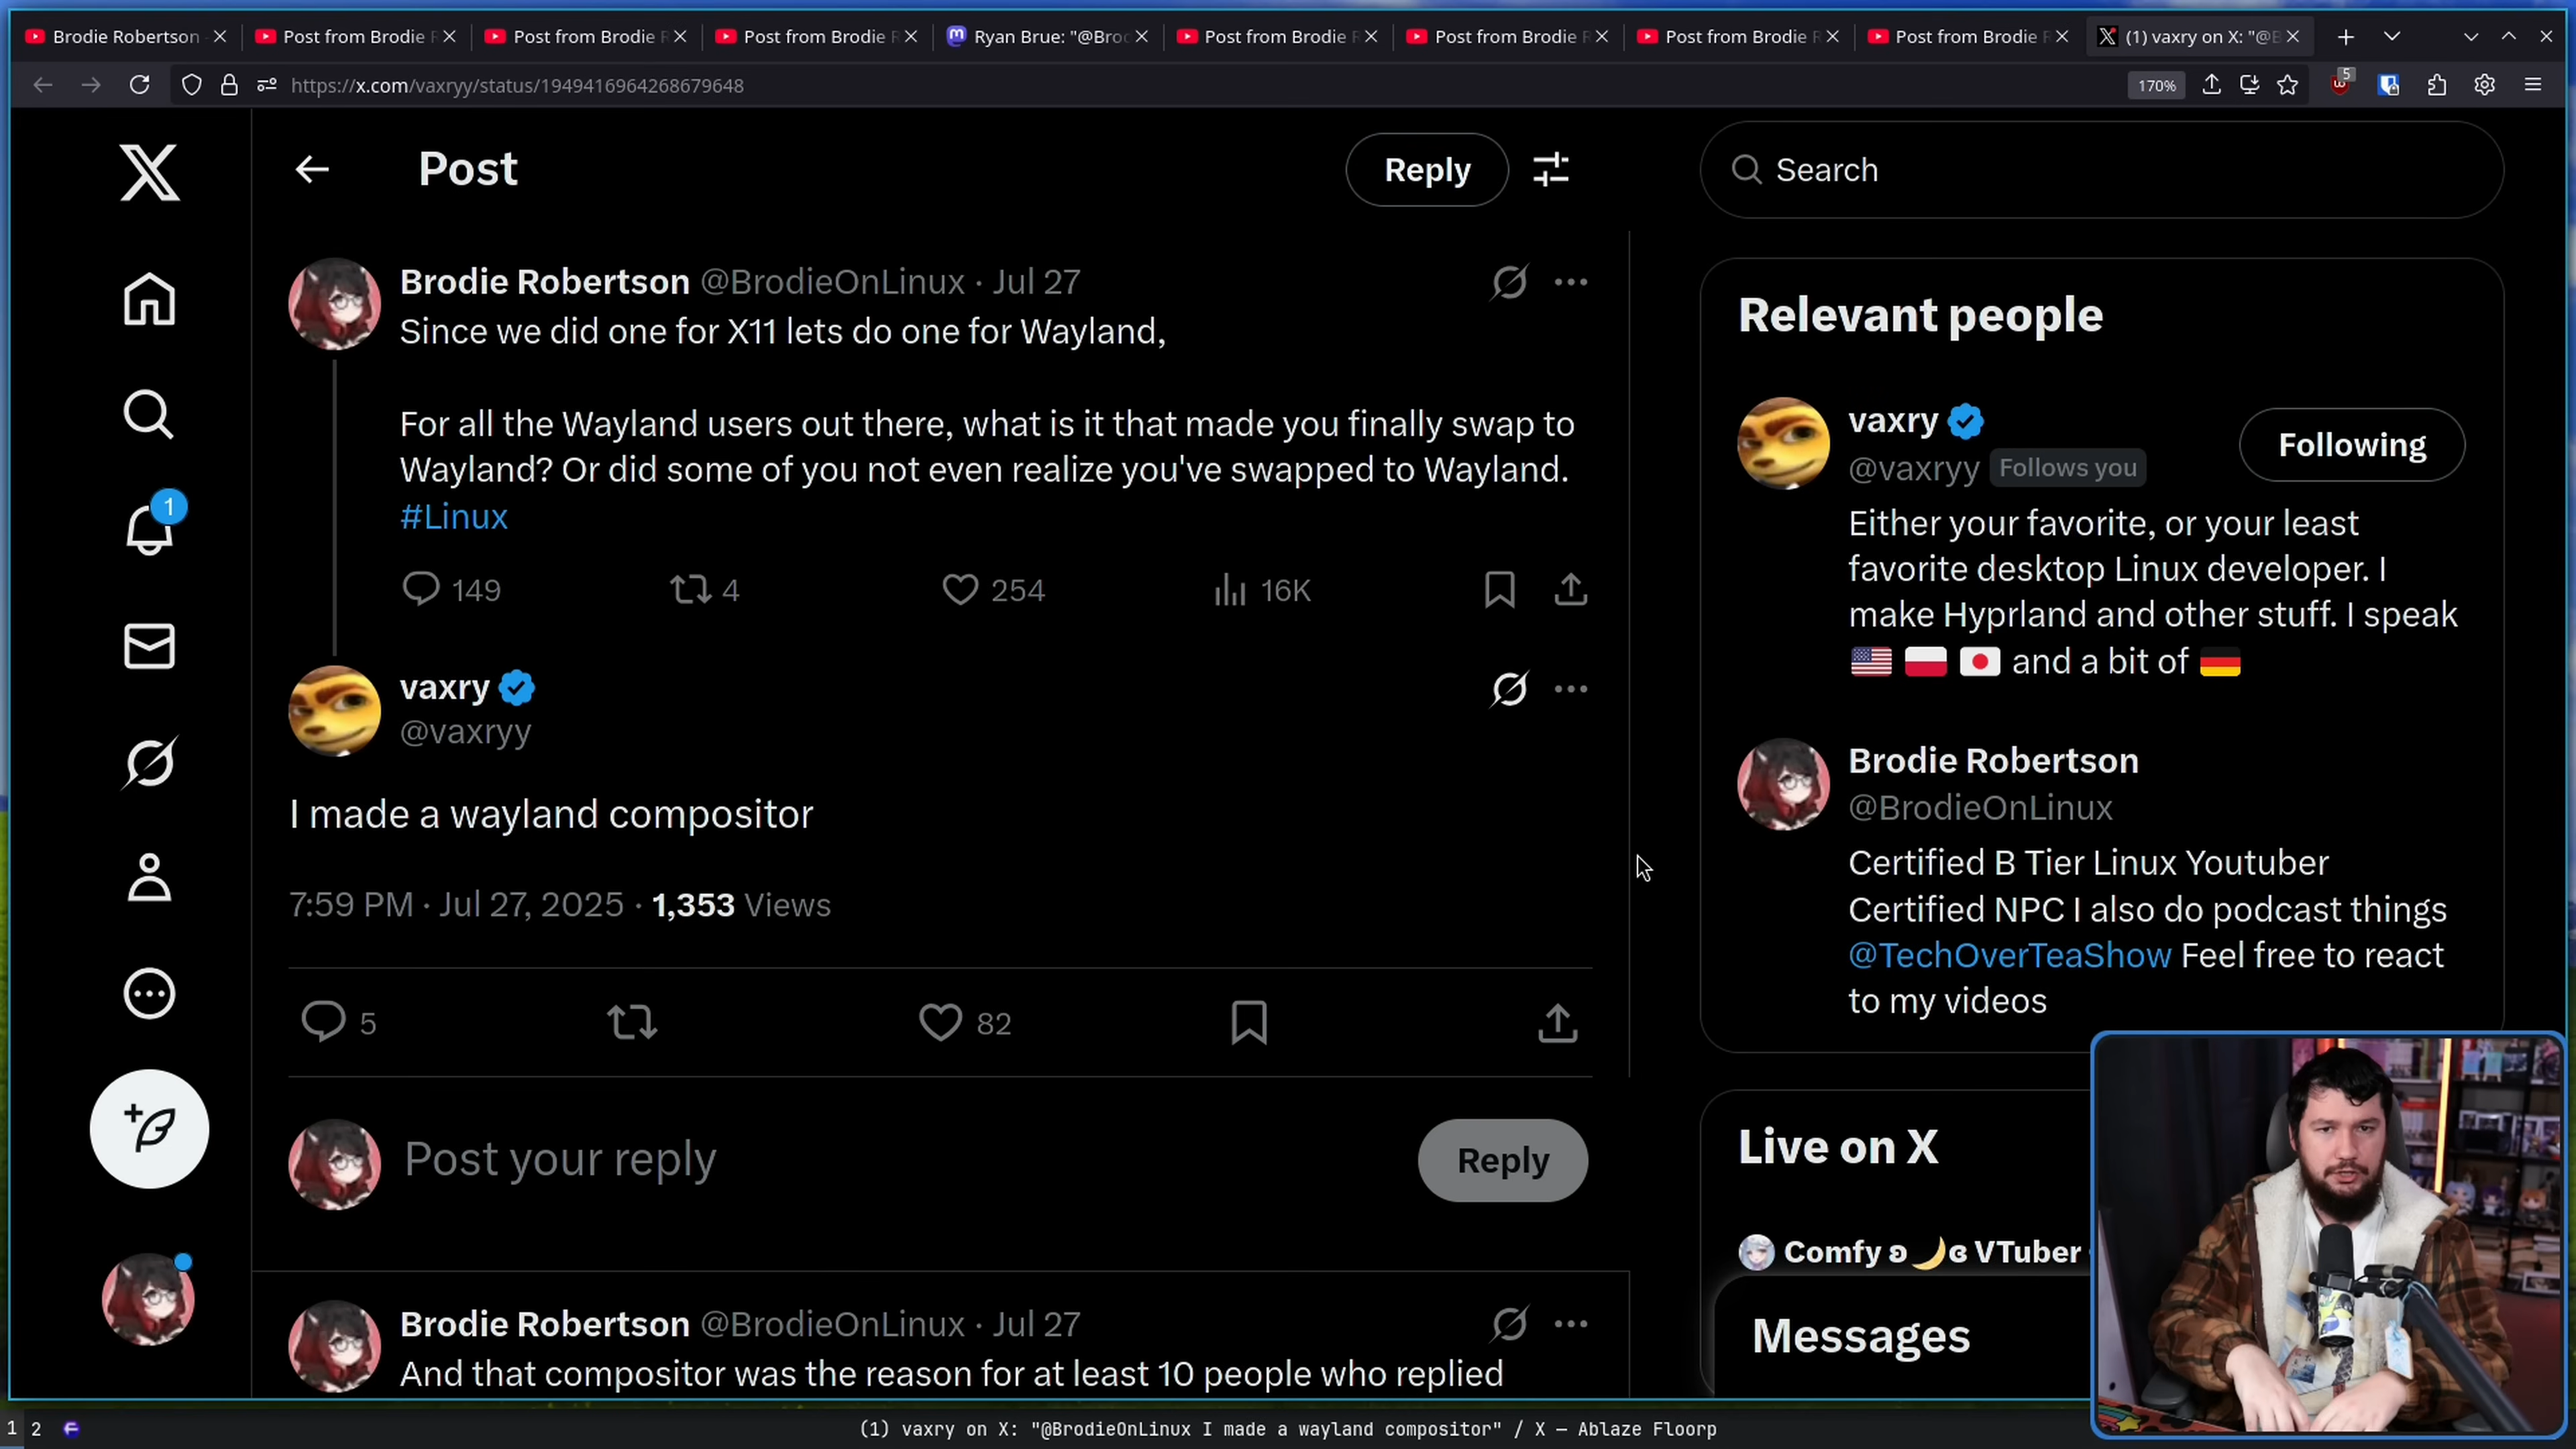 Brodie Robertson
Post from Brodie R
Post from Brodie R
Post from Brodie R
Ryan Brue: "@Broc
Post from Brodie R
Post from Brodie R
Post from Brodie R
Post from Brodie R
(1) vaxry on X: "@B
https://x.com/vaxryy/status/1949416964268679648
170%
5
Post
Reply
Search
Brodie Robertson @BrodieOnLinux · Jul 27
Since we did one for X11 lets do one for Wayland,
For all the Wayland users out there, what is it that made you finally swap to
Wayland? Or did some of you not even realize you've swapped to Wayland.
#Linux
149 4 254 16K
1
vaxry
@vaxryy
I made a wayland compositor
7:59 PM · Jul 27, 2025 · 1,353 Views
5 82
Post your reply
Reply
Brodie Robertson @BrodieOnLinux · Jul 27
And that compositor was the reason for at least 10 people who replied
Relevant people
vaxry
@vaxryy Follows you
Following
Either your favorite, or your least
favorite desktop Linux developer. I
make Hyprland and other stuff. I speak
🇺🇸 🇵🇱 🇯🇵 and a bit of 🇩🇪
Brodie Robertson
@BrodieOnLinux
Certified B Tier Linux Youtuber
Certified NPC I also do podcast things
@TechOverTeaShow Feel free to react
to my videos
Live on X
Comfy ʚ🌙ɞ VTuber
Messages
1 2
(1) vaxry on X: "@BrodieOnLinux I made a wayland compositor" / X — Ablaze Floorp